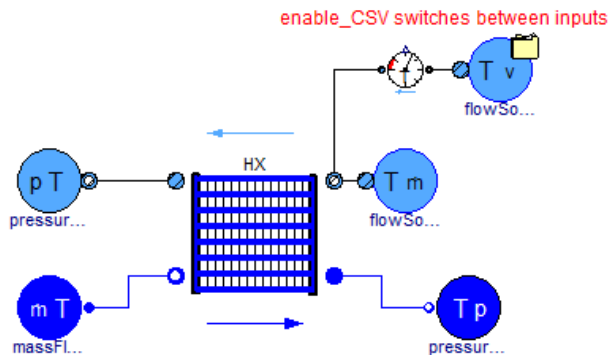 enable_CSV switches between inputs
T v
flowSo...
HX
p T
pressur...
T ṁ
flowSo...
ṁ T
massFl...
T p
pressur...